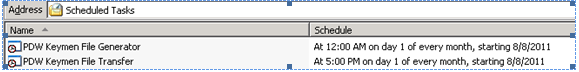 Address Scheduled Tasks
Name Schedule
PDW Keymen File Generator At 12:00 AM on day 1 of every month, starting 8/8/2011
PDW Keymen File Transfer At 5:00 PM on day 1 of every month, starting 8/8/2011